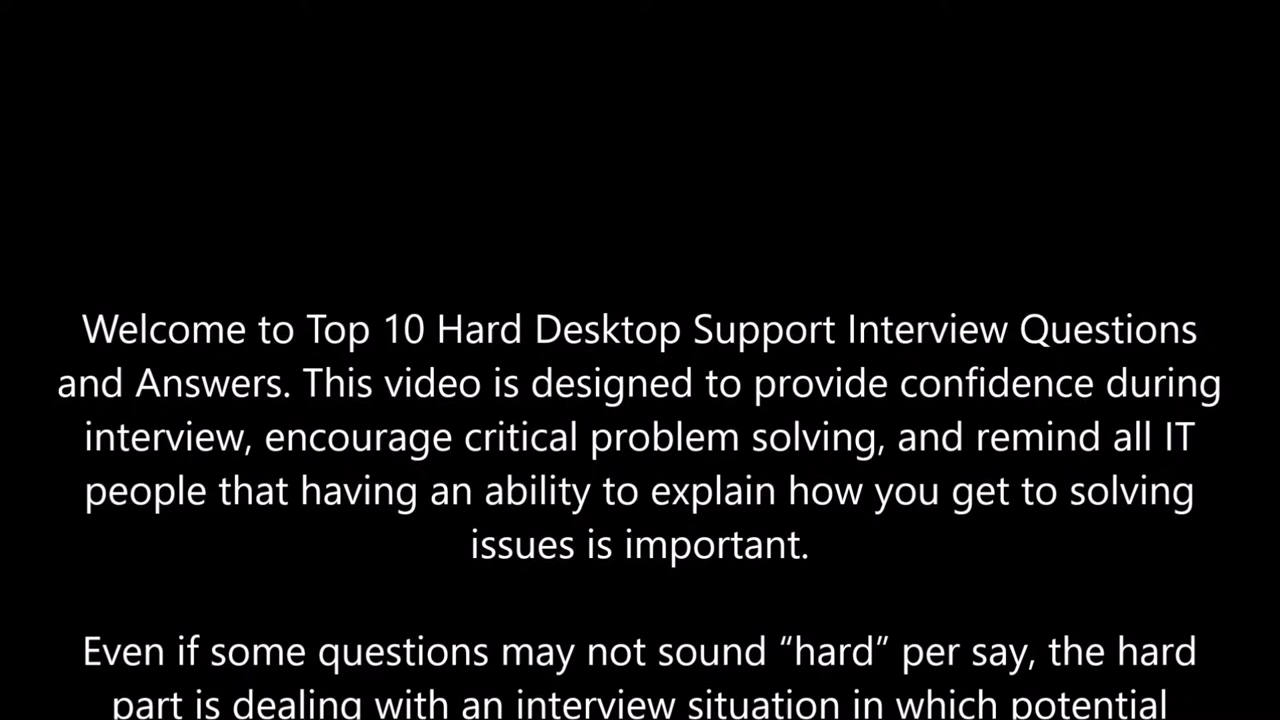 Welcome to Top 10 Hard Desktop Support Interview Questions
and Answers. This video is designed to provide confidence during
interview, encourage critical problem solving, and remind all IT
people that having an ability to explain how you get to solving
issues is important.
Even if some questions may not sound “hard” per say, the hard
part is dealing with an interview situation in which potential